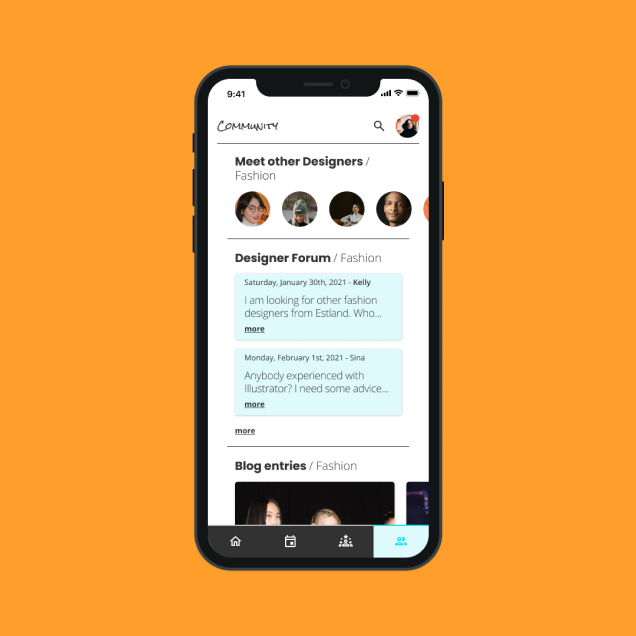 9:41
Community
Meet other Designers /
Fashion
Designer Forum / Fashion
Saturday, January 30th, 2021 - Kelly
I am looking for other fashion
designers from Estland. Who...
more
Monday, February 1st, 2021 - Sina
Anybody experienced with
Illustrator? I need some advice...
more
more
Blog entries / Fashion